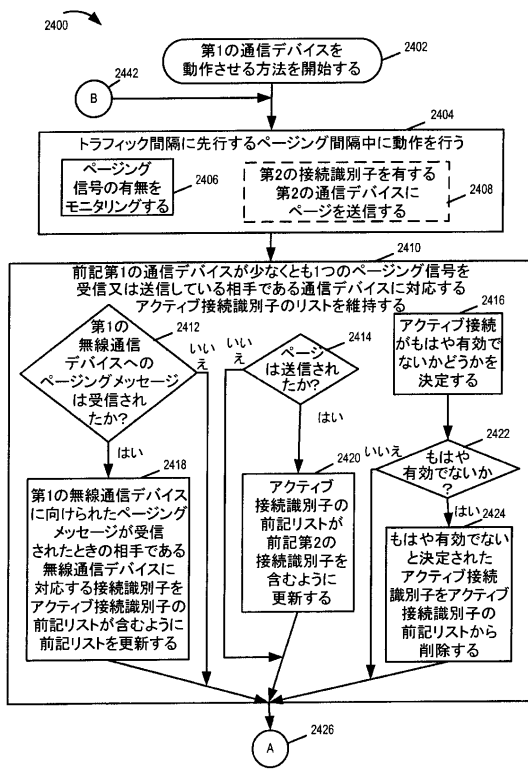 2400
第1の通信デバイスを
動作させる方法を開始する
2402
2442
B
2404
トラフィック間隔に先行するページング間隔中に動作を行う
ページング
信号の有無を
モニタリングする
2406
第2の接続識別子を有する
第2の通信デバイスに
ページを送信する
2408
2410
前記第1の通信デバイスが少なくとも1つのページング信号を
受信又は送信している相手である通信デバイスに対応する
アクティブ接続識別子のリストを維持する
2412
第1の
無線通信
デバイスへの
ページングメッセージ
は受信され
たか?
いいえ
はい
2418
第1の無線通信デバイス
に向けられたページング
メッセージが受信
されたときの相手である
無線通信デバイスに
対応する接続識別子を
アクティブ接続識別子の
前記リストが含むように
前記リストを更新する
2414
ページ
は送信され
たか?
いいえ
はい
2420
アクティブ
接続識別子の
前記リストが
前記第2の
接続識別子を
含むように
更新する
2416
アクティブ接続
がもはや有効で
ないかどうかを
決定する
2422
もはや
有効でないか
?
いいえ
はい
2424
もはや有効でない
と決定された
アクティブ接続
識別子をアクティブ
接続識別子の
前記リストから
削除する
A
2426